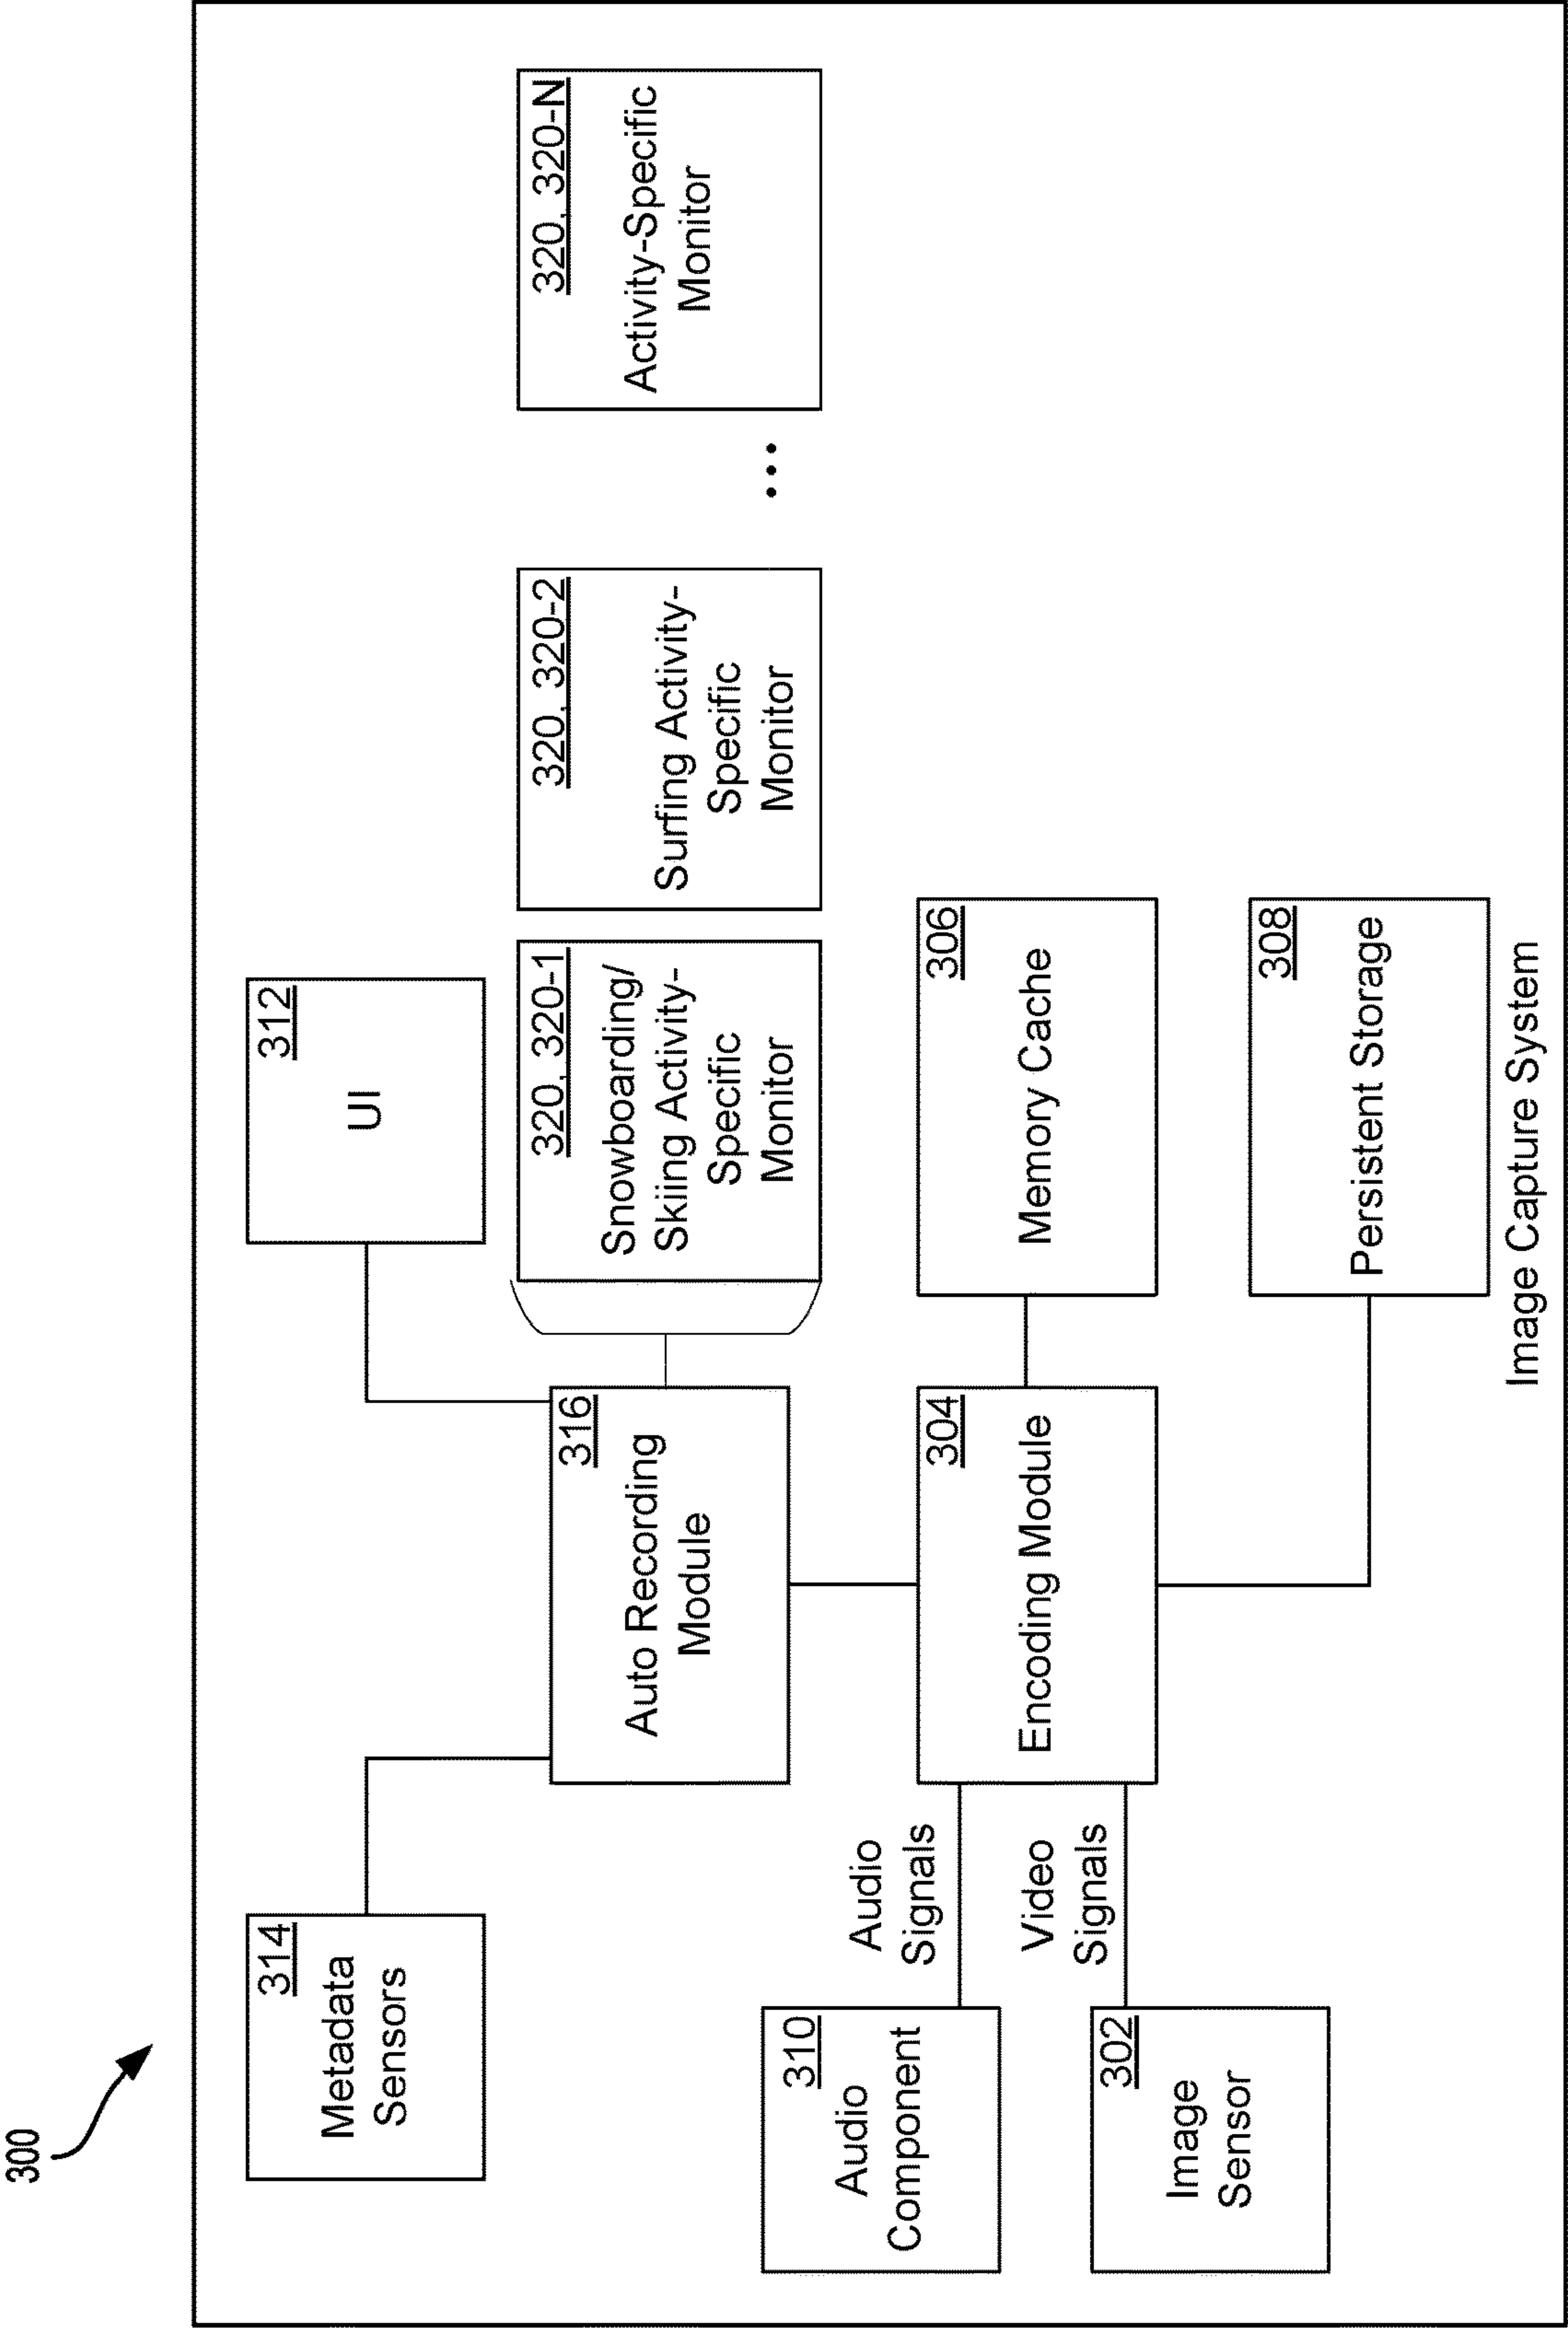 300
314
Metadata
Sensors
312
UI
316
Auto Recording
Module
320, 320-1
Snowboarding/
Skiing Activity-
Specific
Monitor
320, 320-2
Surfing Activity-
Specific
Monitor
...
320, 320-N
Activity-Specific
Monitor
310
Audio
Component
Audio
Signals
302
Image
Sensor
Video
Signals
304
Encoding Module
306
Memory Cache
308
Persistent Storage
Image Capture System